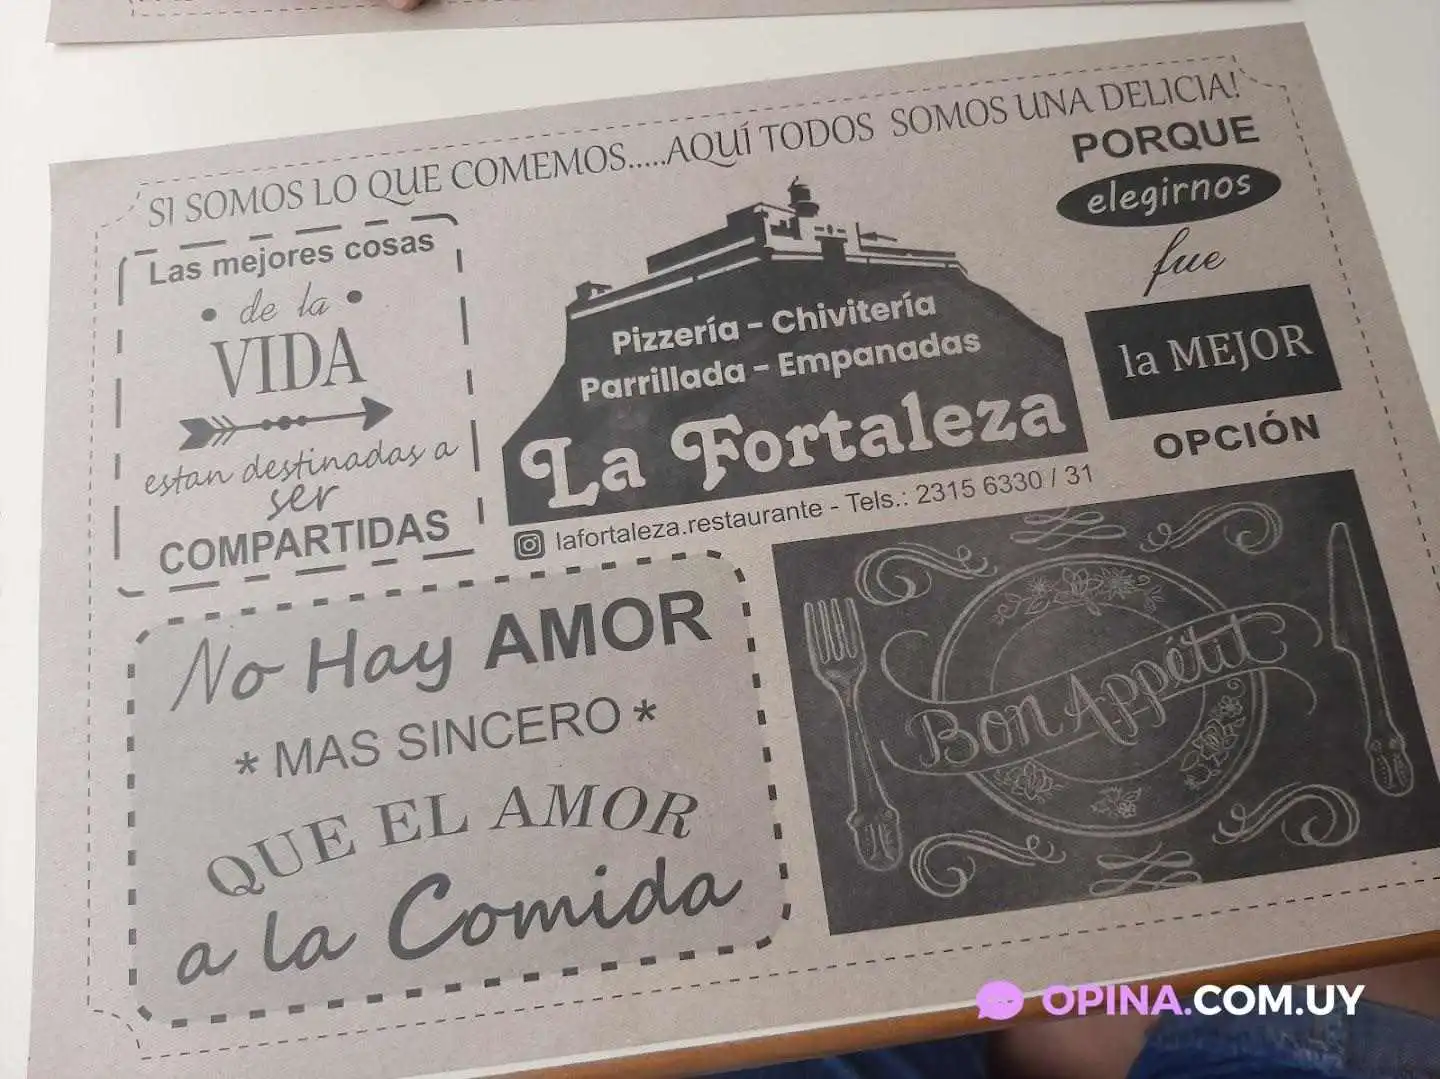 SI SOMOS LO QUE COMEMOS.....AQUÍ TODOS SOMOS UNA DELICIA!
Las mejores cosas
• de la •
VIDA
estan destinadas a
ser
COMPARTIDAS
Pizzería - Chivitería
Parrillada - Empanadas
La Fortaleza
lafortaleza.restaurante - Tels.: 2315 6330 / 31
PORQUE
elegirnos
fue
la MEJOR
OPCIÓN
No Hay AMOR
* MAS SINCERO *
QUE EL AMOR
a la Comida
Bon Appétit
OPINA.COM.UY